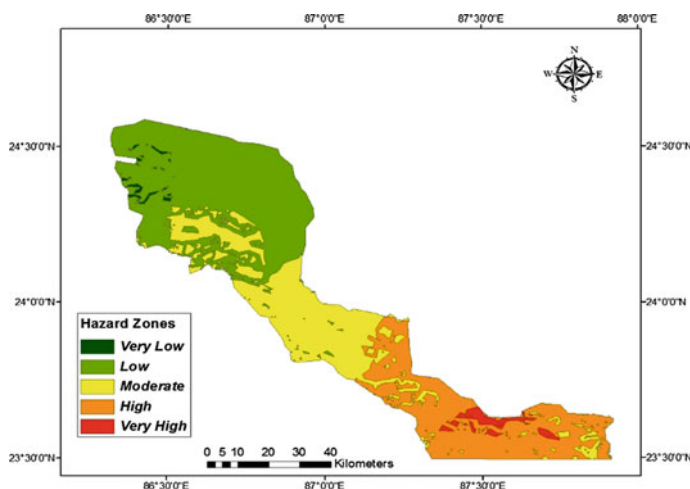 86°30'0"E 87°0'0"E 87°30'0"E 88°0'0"E
N
W E
S
24°30'0"N 24°30'0"N
24°0'0"N 24°0'0"N
Hazard Zones
Very Low
Low
Moderate
High
Very High
0 5 10 20 30 40
Kilometers
23°30'0"N 23°30'0"N
86°30'0"E 87°0'0"E 87°30'0"E 88°0'0"E